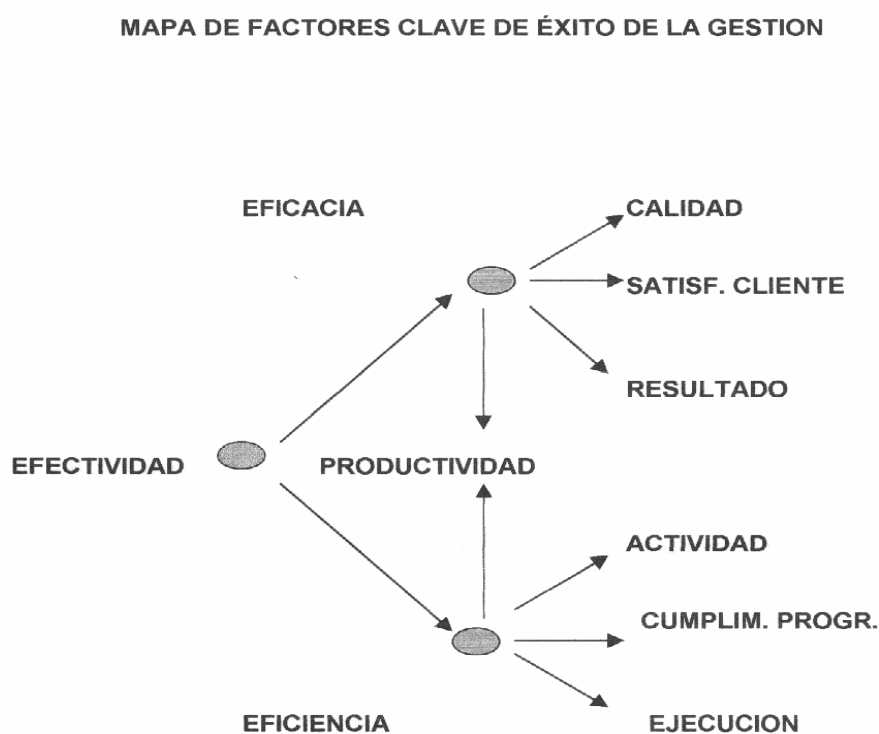 MAPA DE FACTORES CLAVE DE ÉXITO DE LA GESTION
EFICACIA
CALIDAD
SATISF. CLIENTE
RESULTADO
EFECTIVIDAD
PRODUCTIVIDAD
ACTIVIDAD
CUMPLIM. PROGR.
EFICIENCIA
EJECUCION